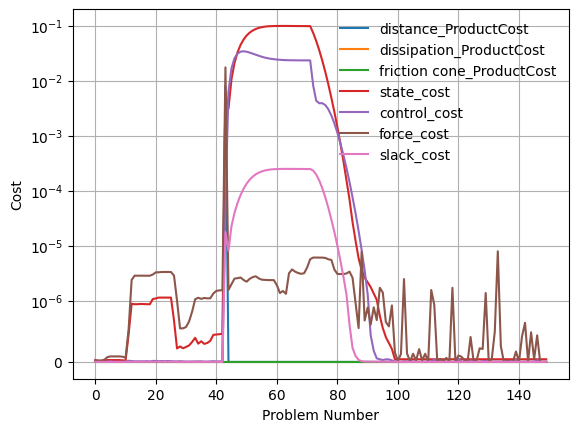 distance_ProductCost
dissipation_ProductCost
friction cone_ProductCost
state_cost
control_cost
force_cost
slack_cost
Cost
10⁻¹
10⁻²
10⁻³
10⁻⁴
10⁻⁵
10⁻⁶
0
0 20 40 60 80 100 120 140
Problem Number